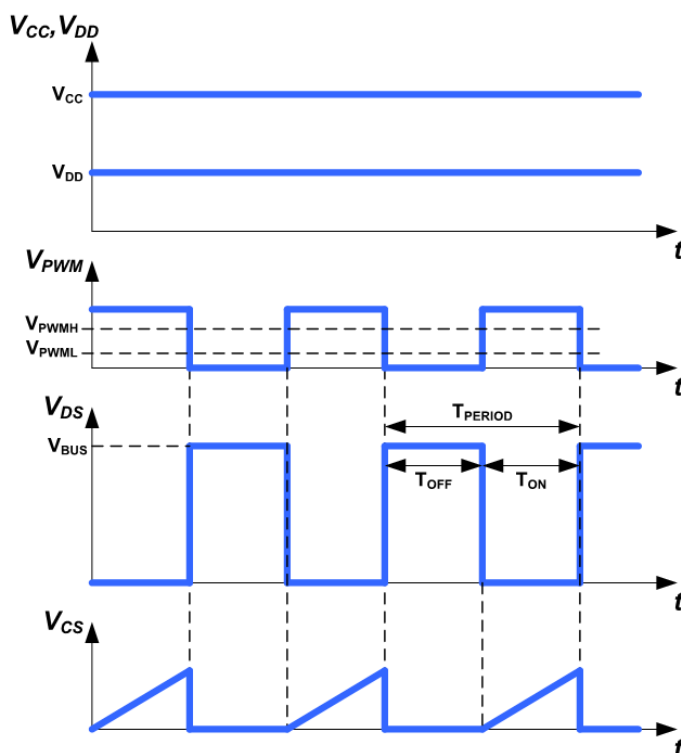 VCC, VDD
VCC
VDD
t
VPWM
VPWMH
VPWML
t
VDS
TPERIOD
VBUS
TOFF TON
t
VCS
t